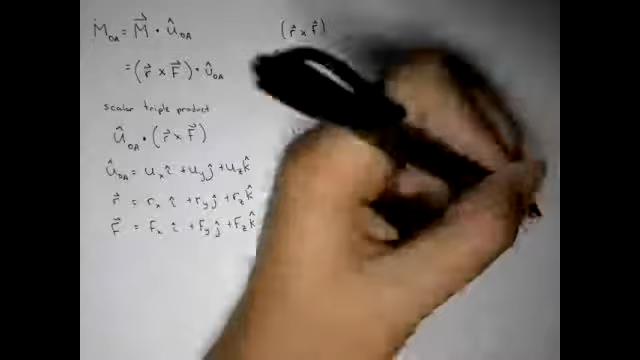 M_OA = M⃗ · û_OA
= (r⃗ × F⃗) · û_OA
scalar triple product
û_OA · (r⃗ × F⃗)
û_OA = u_x î + u_y ĵ + u_z k̂
r⃗ = r_x î + r_y ĵ + r_z k̂
F⃗ = F_x î + F_y ĵ + F_z k̂
(r⃗ × F⃗)